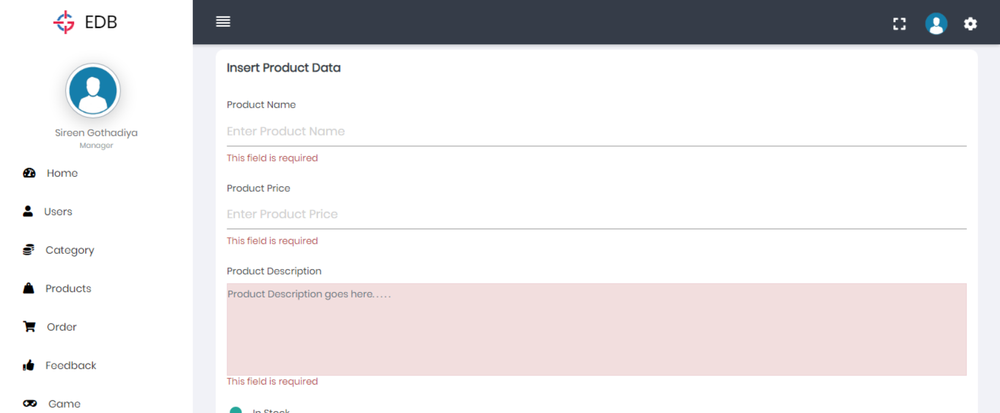 EDB
Sireen Gothadiya
Manager
Home
Users
Category
Products
Order
Feedback
Game
Insert Product Data
Product Name
Enter Product Name
This field is required
Product Price
Enter Product Price
This field is required
Product Description
Product Description goes here.....
This field is required
In Stock